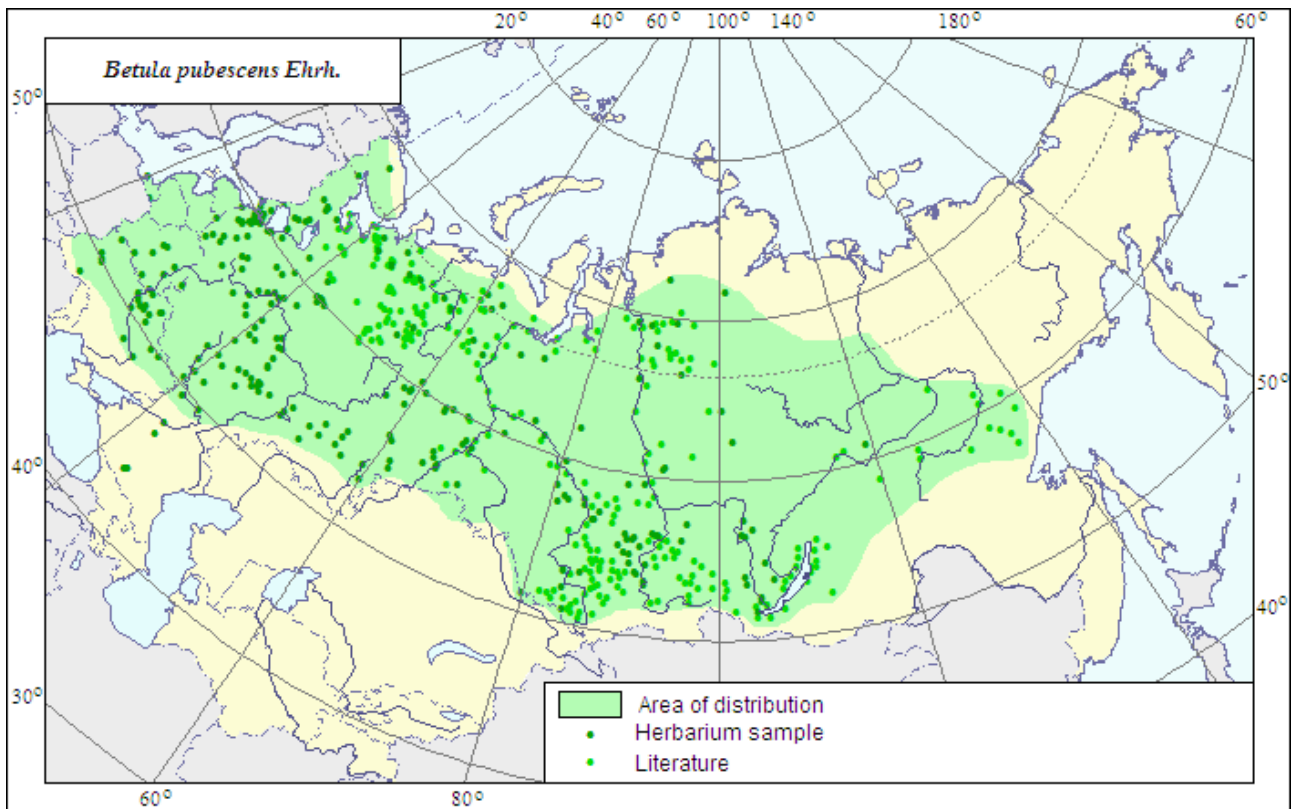 20° 40° 60° 100° 140° 180° 60°
Betula pubescens Ehrh.
50°
50°
40°
40°
30°
Area of distribution
Herbarium sample
Literature
60° 80°